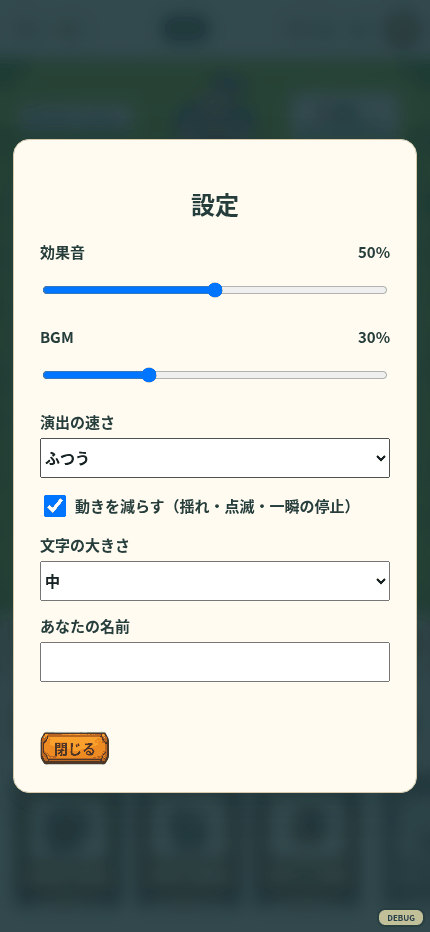 設定
効果音 50%
BGM 30%
演出の速さ
ふつう
動きを減らす（揺れ・点滅・一瞬の停止）
文字の大きさ
中
あなたの名前
閉じる
DEBUG